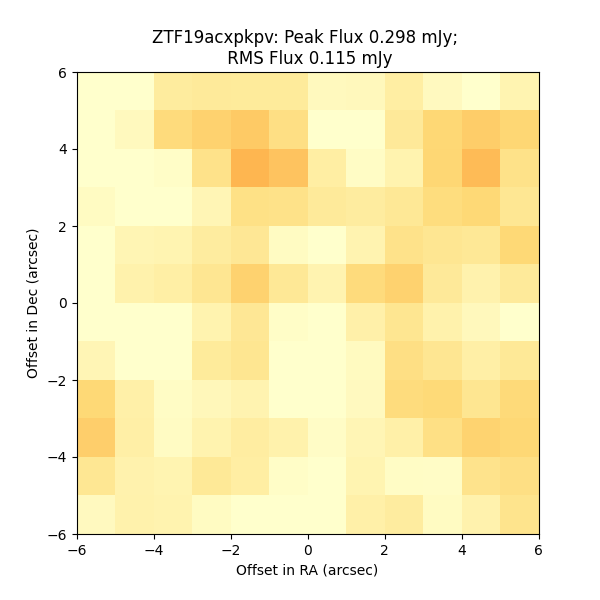 ZTF19acxpkpv: Peak Flux 0.298 mJy;
RMS Flux 0.115 mJy
6
4
2
0
−2
−4
−6
Offset in Dec (arcsec)
−6 −4 −2 0 2 4 6
Offset in RA (arcsec)